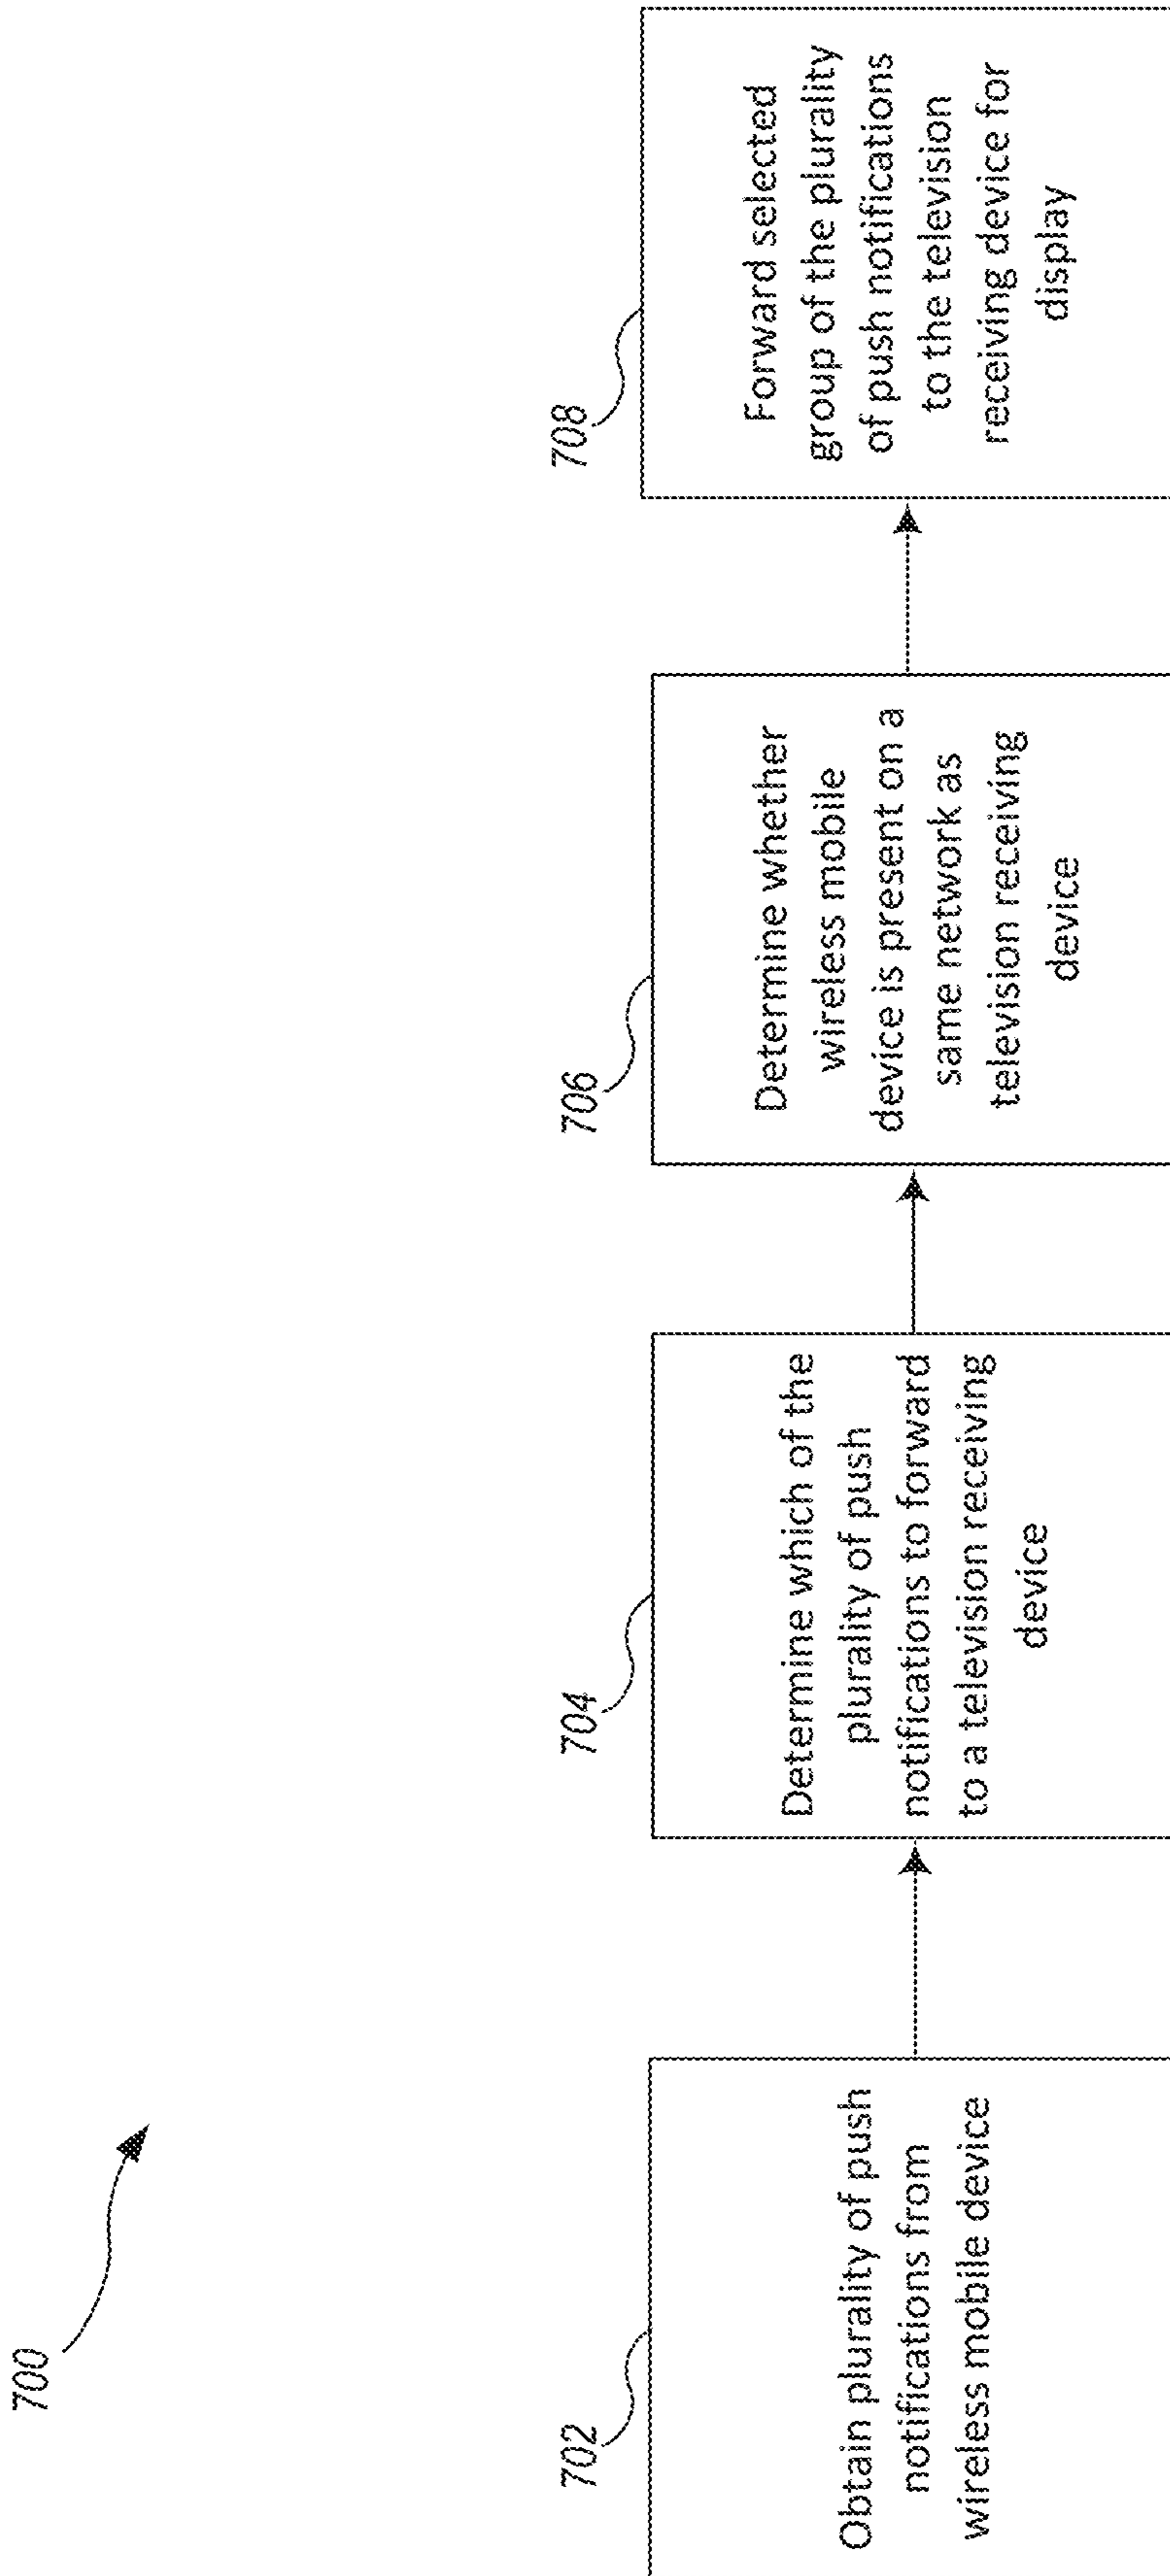 700
702
Obtain plurality of push
notifications from
wireless mobile device
704
Determine which of the
plurality of push
notifications to forward
to a television receiving
device
706
Determine whether
wireless mobile
device is present on a
same network as
television receiving
device
708
Forward selected
group of the plurality
of push notifications
to the television
receiving device for
display